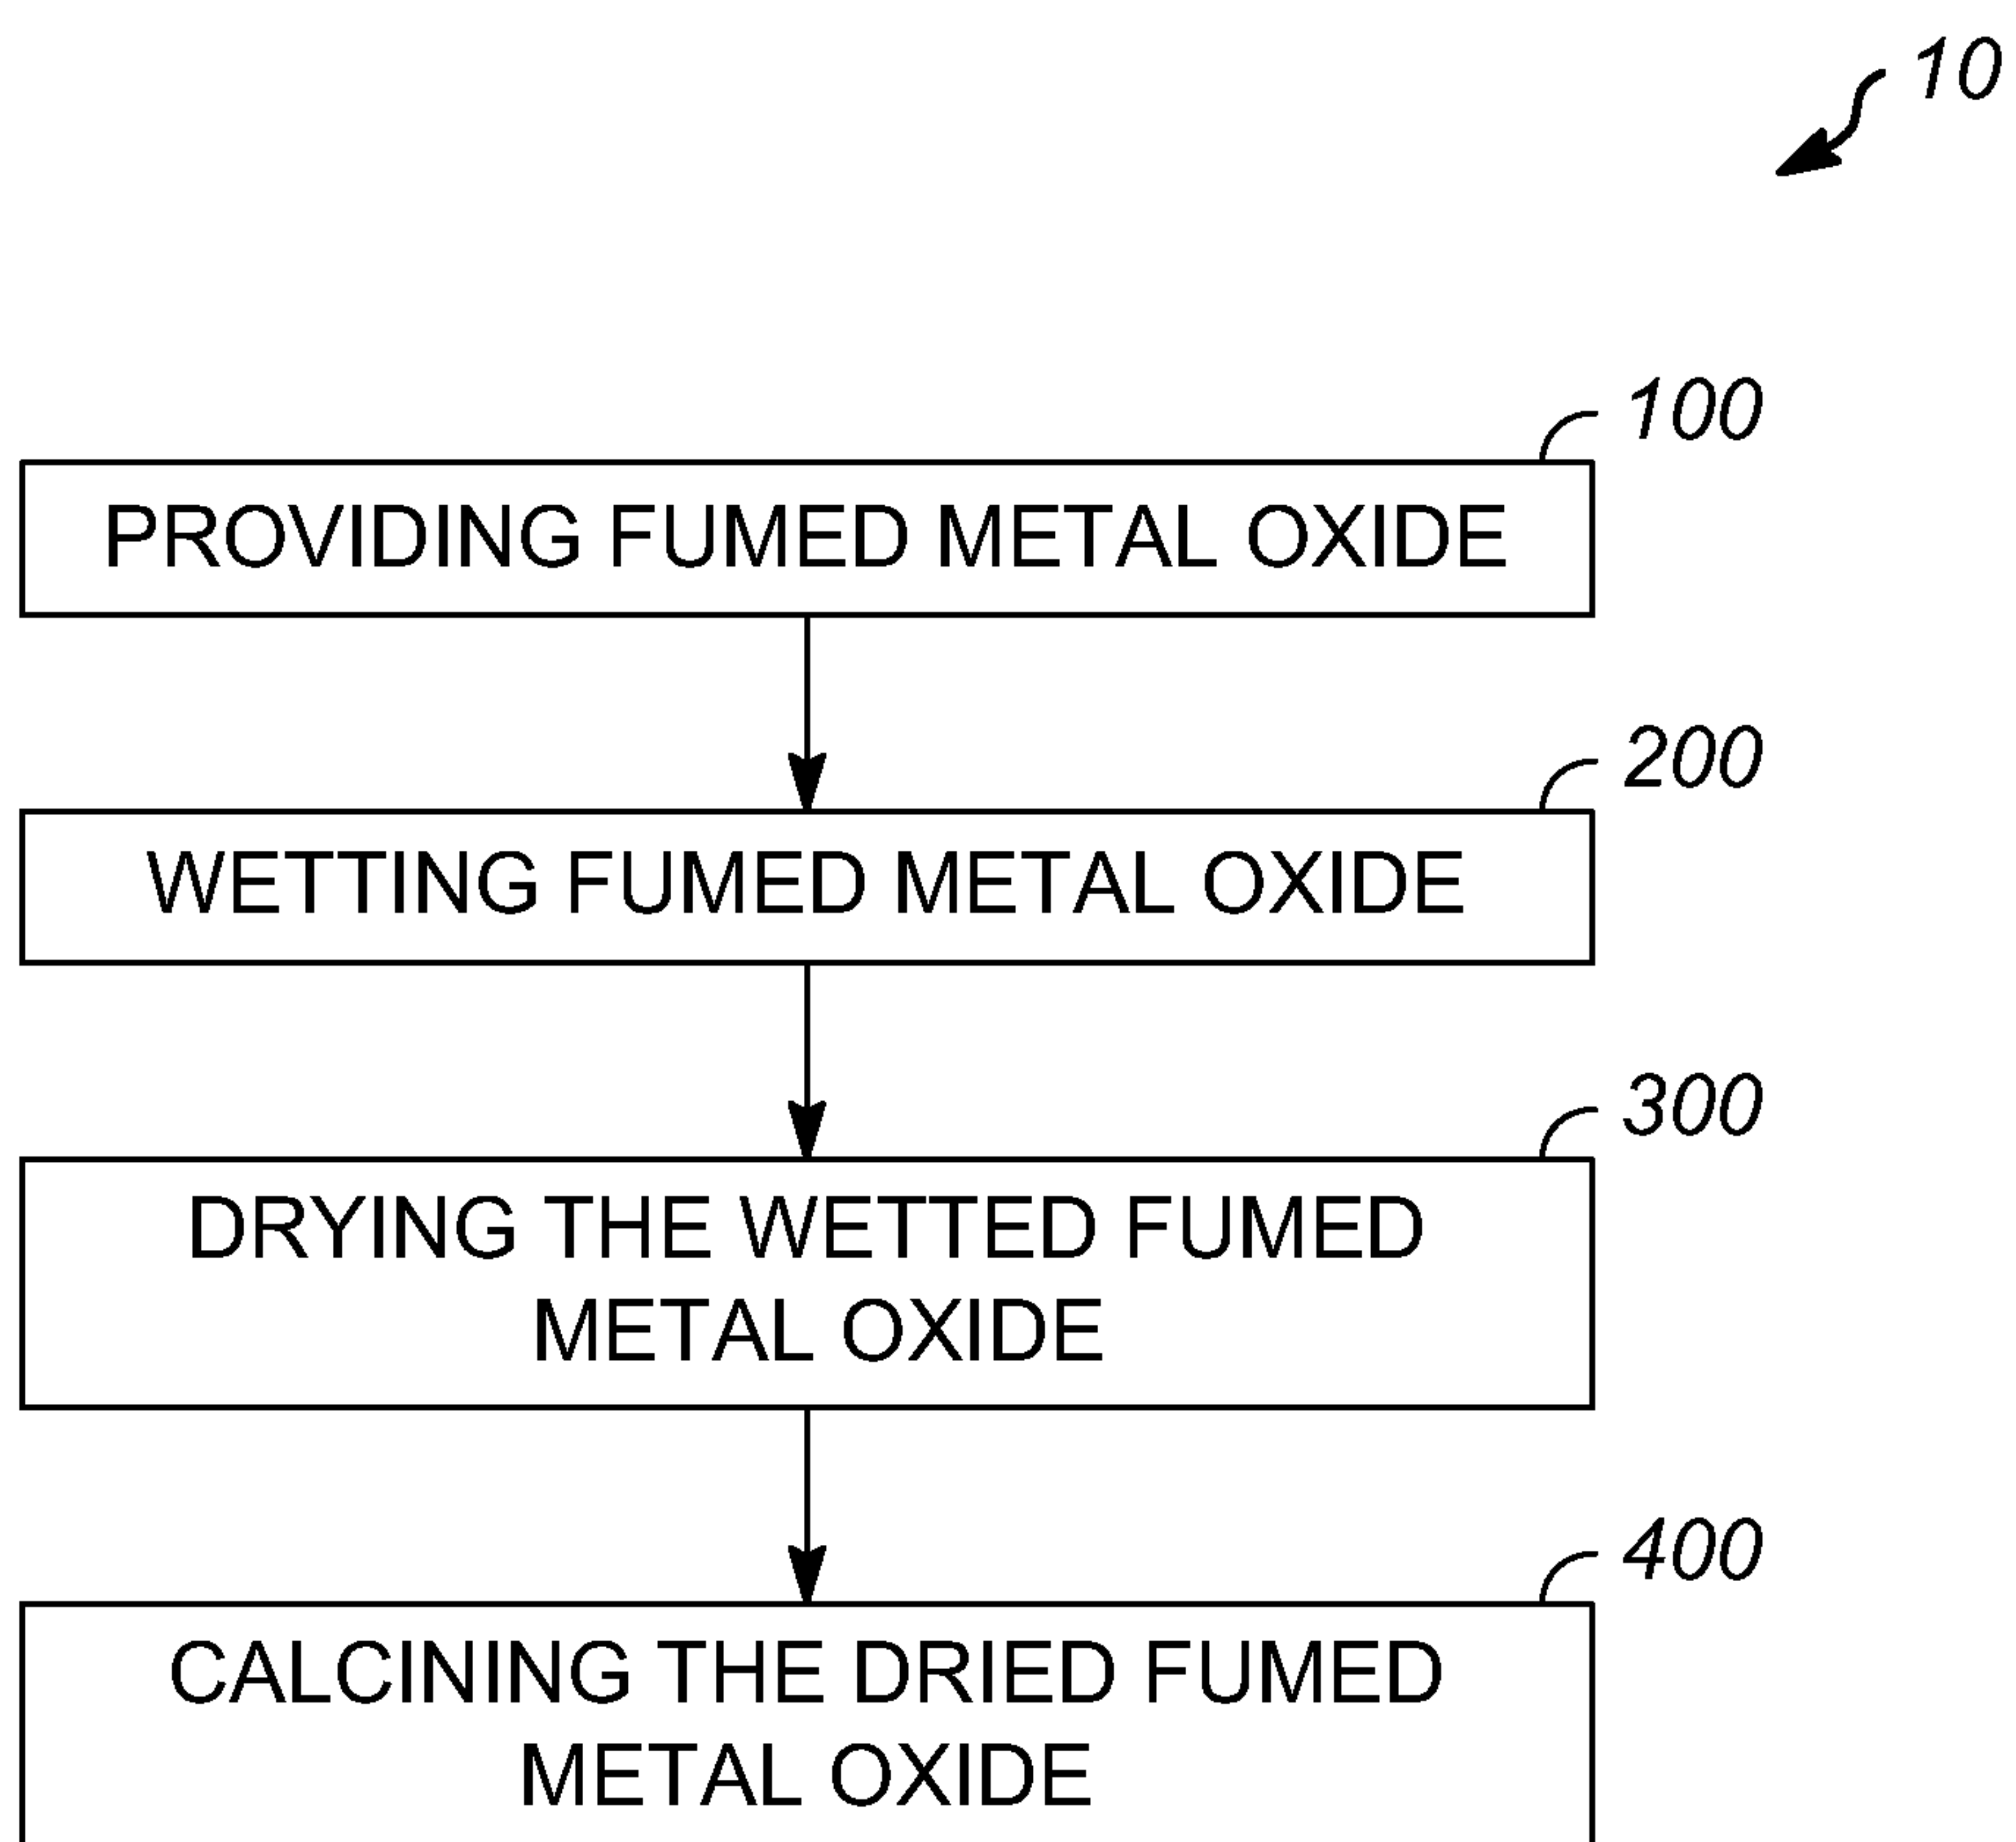 10
100
PROVIDING FUMED METAL OXIDE
200
WETTING FUMED METAL OXIDE
300
DRYING THE WETTED FUMED
METAL OXIDE
400
CALCINING THE DRIED FUMED
METAL OXIDE